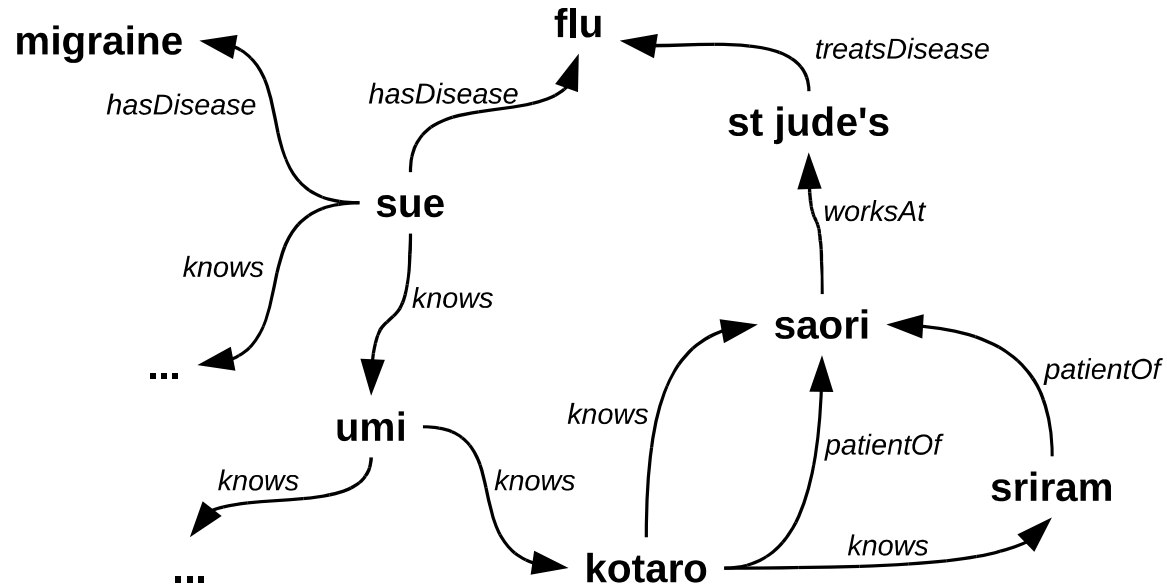 flu
migraine
treatsDisease
hasDisease
hasDisease
st jude's
sue
worksAt
knows
knows
saori
...
patientOf
knows
umi
patientOf
knows
knows
sriram
knows
kotaro
...